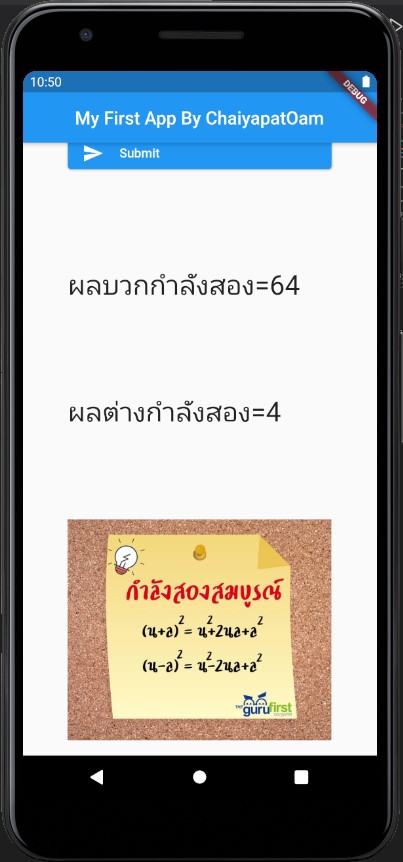 10:50
DEBUG
My First App By ChaiyapatOam
Submit
ผลบวกกำลังสอง=64
ผลต่างกำลังสอง=4
กำลังสองสมบูรณ์
(น+ล)² = น²+2นล+ล²
(น-ล)² = น²-2นล+ล²
THE
gurufirst